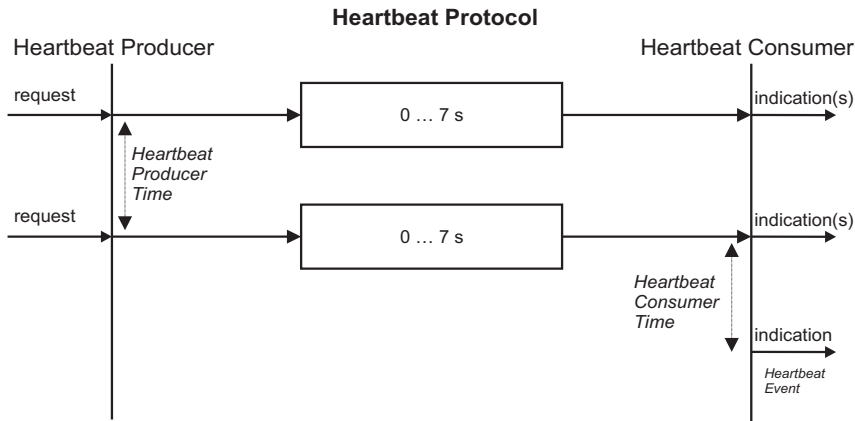 Heartbeat Protocol
Heartbeat Producer
Heartbeat Consumer
request
0 … 7 s
indication(s)
Heartbeat
Producer
Time
request
0 … 7 s
indication(s)
Heartbeat
Consumer
Time
indication
Heartbeat
Event